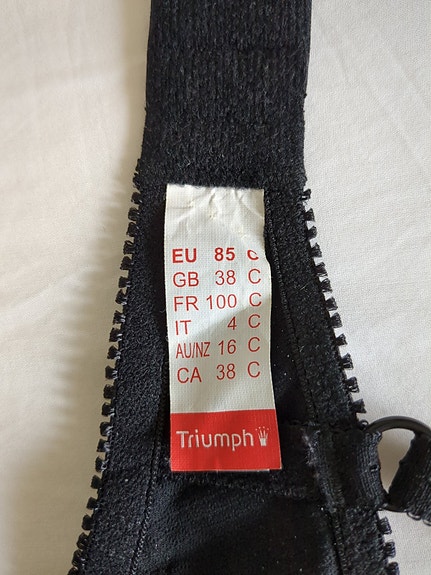 EU 85 C
GB 38 C
FR 100 C
IT 4 C
AU/NZ 16 C
CA 38 C
Triumph